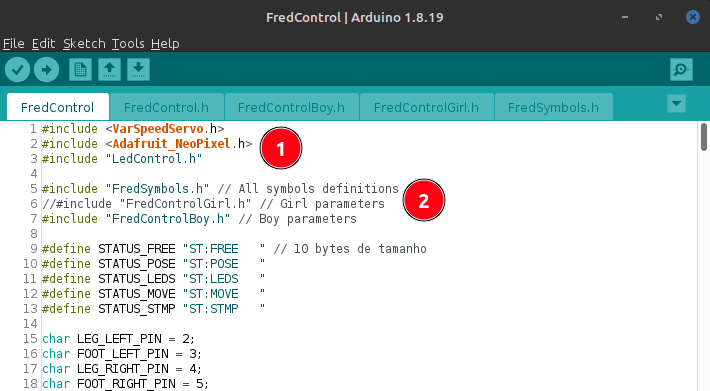 FredControl | Arduino 1.8.19
File Edit Sketch Tools Help
FredControl FredControl.h FredControlBoy.h FredControlGirl.h FredSymbols.h
1 #include <VarSpeedServo.h>
2 #include <Adafruit_NeoPixel.h>
1
3 #include "LedControl.h"
4
5 #include "FredSymbols.h" // All symbols definitions
6 //#include "FredControlGirl.h" // Girl parameters
2
7 #include "FredControlBoy.h" // Boy parameters
8
9 #define STATUS_FREE "ST:FREE   " // 10 bytes de tamanho
10 #define STATUS_POSE "ST:POSE   "
11 #define STATUS_LEDS "ST:LEDS   "
12 #define STATUS_MOVE "ST:MOVE   "
13 #define STATUS_STMP "ST:STMP   "
14
15 char LEG_LEFT_PIN = 2;
16 char FOOT_LEFT_PIN = 3;
17 char LEG_RIGHT_PIN = 4;
18 char FOOT_RIGHT_PIN = 5;